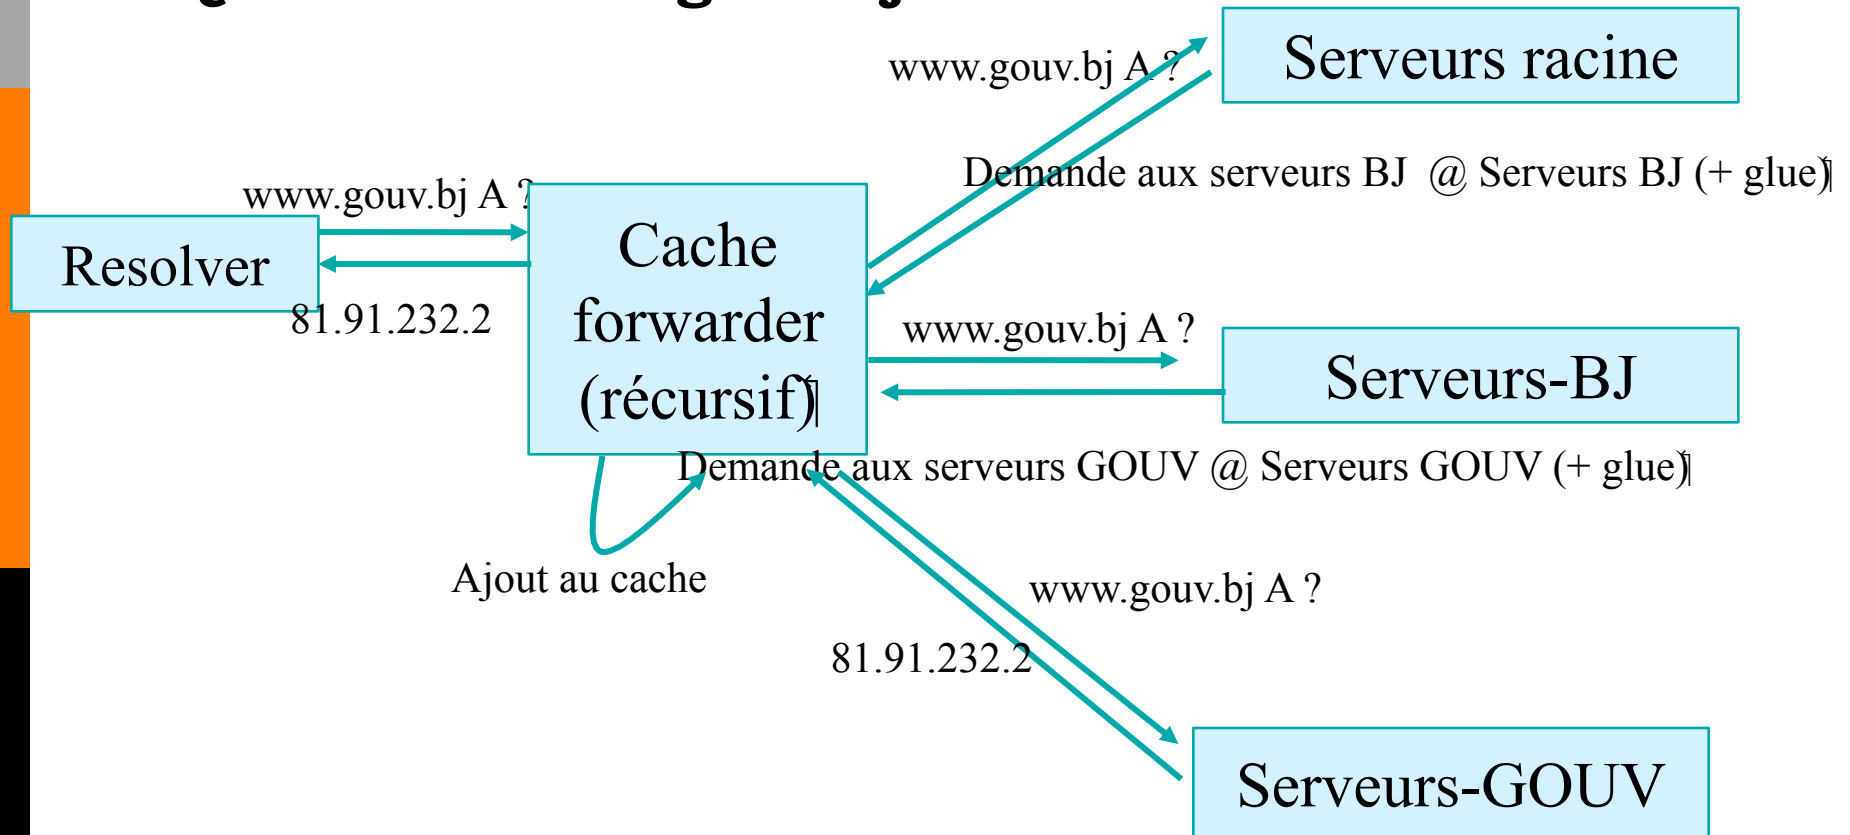 www.gouv.bj A ?
Serveurs racine
Demande aux serveurs BJ @ Serveurs BJ (+ glue)
www.gouv.bj A ?
Resolver
81.91.232.2
Cache
forwarder
(récursif)
www.gouv.bj A ?
Serveurs-BJ
Demande aux serveurs GOUV @ Serveurs GOUV (+ glue)
Ajout au cache
www.gouv.bj A ?
81.91.232.2
Serveurs-GOUV